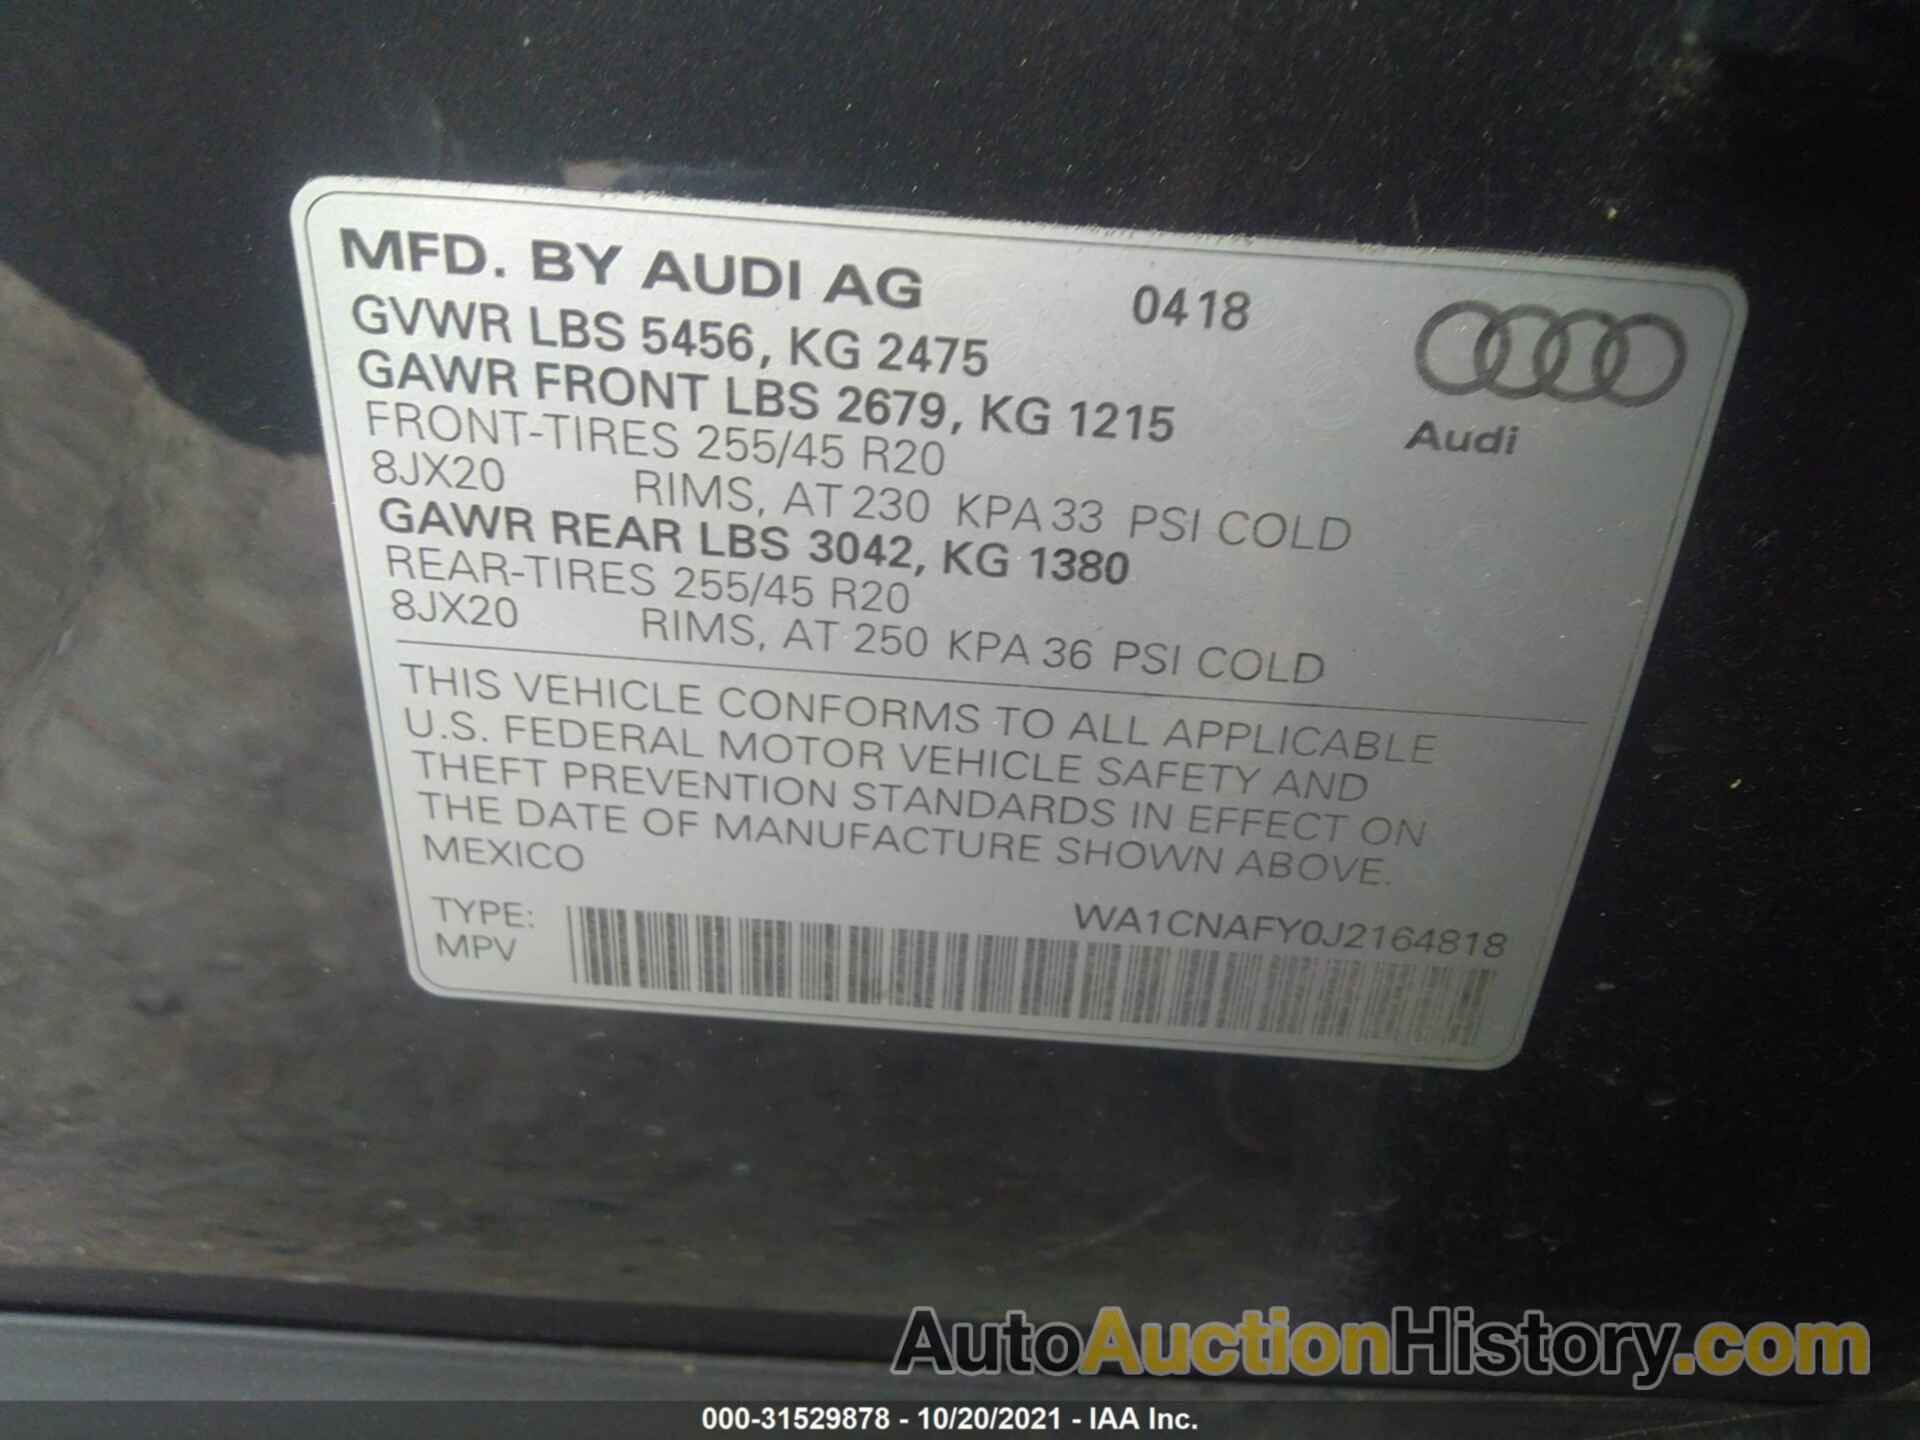 MFD. BY AUDI AG 0418
GVWR LBS 5456, KG 2475
GAWR FRONT LBS 2679, KG 1215
FRONT-TIRES 255/45 R20
8JX20 RIMS, AT 230 KPA 33 PSI COLD
GAWR REAR LBS 3042, KG 1380
REAR-TIRES 255/45 R20
8JX20 RIMS, AT 250 KPA 36 PSI COLD
Audi
THIS VEHICLE CONFORMS TO ALL APPLICABLE
U.S. FEDERAL MOTOR VEHICLE SAFETY AND
THEFT PREVENTION STANDARDS IN EFFECT ON
THE DATE OF MANUFACTURE SHOWN ABOVE.
MEXICO
TYPE: WA1CNAFY0J2164818
MPV
AutoAuctionHistory.com
000-31529878 - 10/20/2021 - IAA Inc.